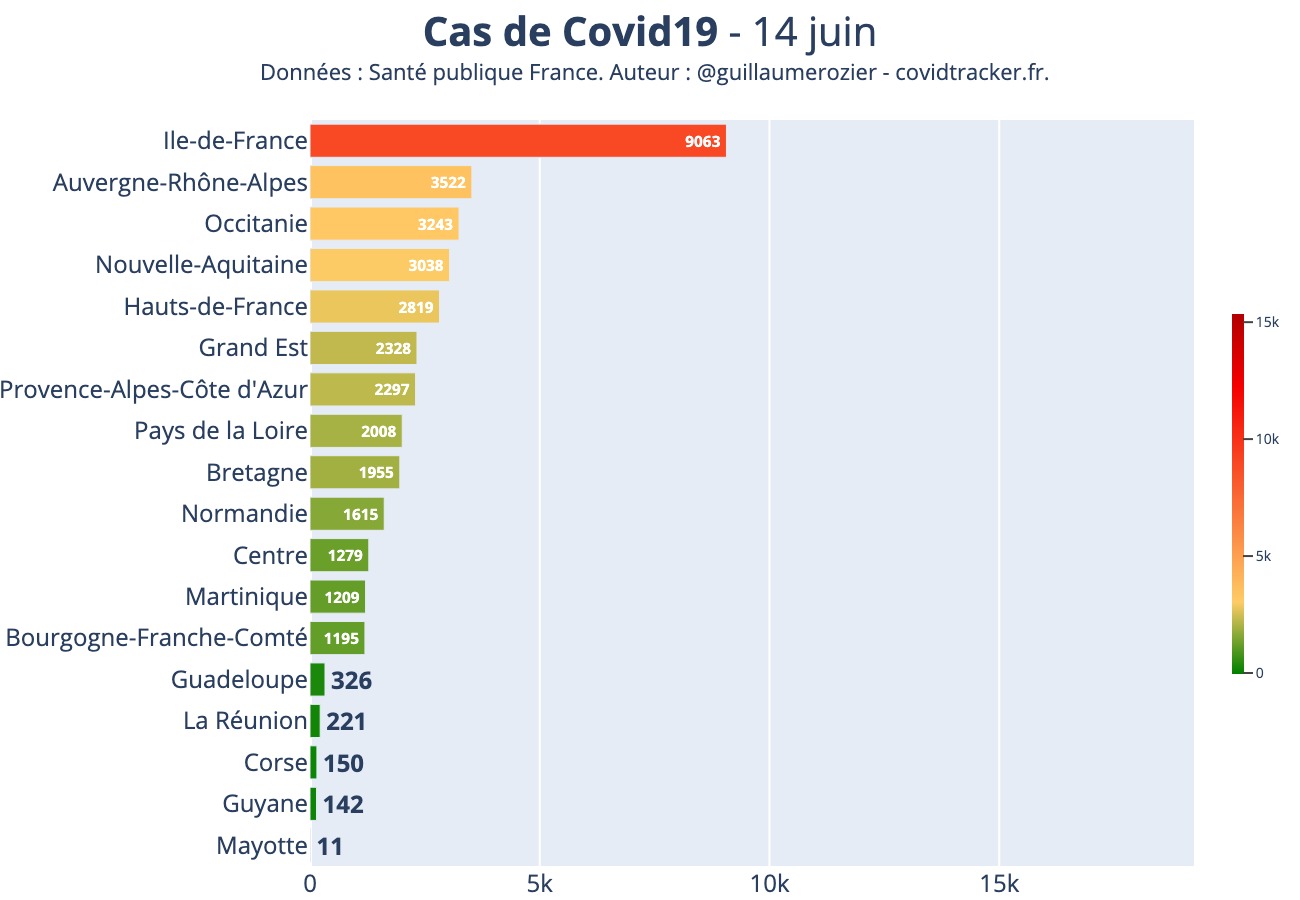 Cas de Covid19 - 14 juin
Données : Santé publique France. Auteur : @guillaumerozier - covidtracker.fr.
Ile-de-France 9063
Auvergne-Rhône-Alpes 3522
Occitanie 3243
Nouvelle-Aquitaine 3038
Hauts-de-France 2819
Grand Est 2328
Provence-Alpes-Côte d'Azur 2297
Pays de la Loire 2008
Bretagne 1955
Normandie 1615
Centre 1279
Martinique 1209
Bourgogne-Franche-Comté 1195
Guadeloupe 326
La Réunion 221
Corse 150
Guyane 142
Mayotte 11
0 5k 10k 15k
15k
10k
5k
0